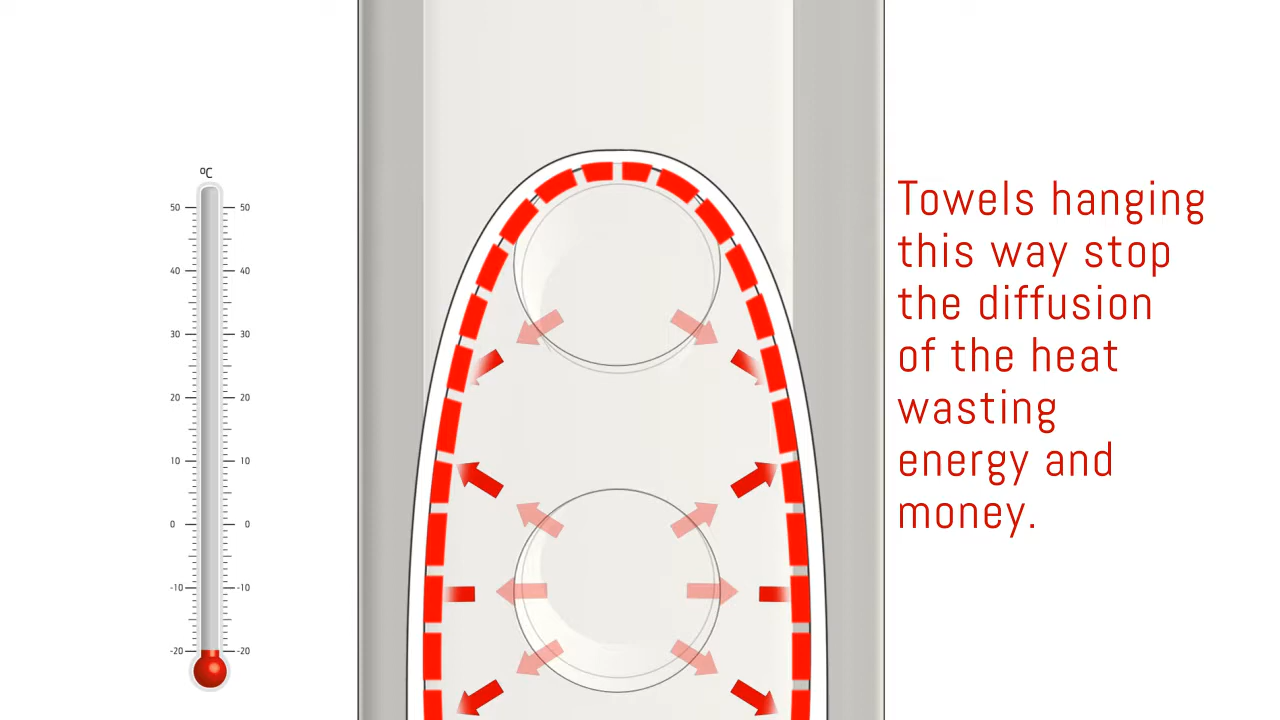 ºC
50 50
40 40
30 30
20 20
10 10
0 0
-10 -10
-20 -20
Towels hanging
this way stop
the diffusion
of the heat
wasting
energy and
money.